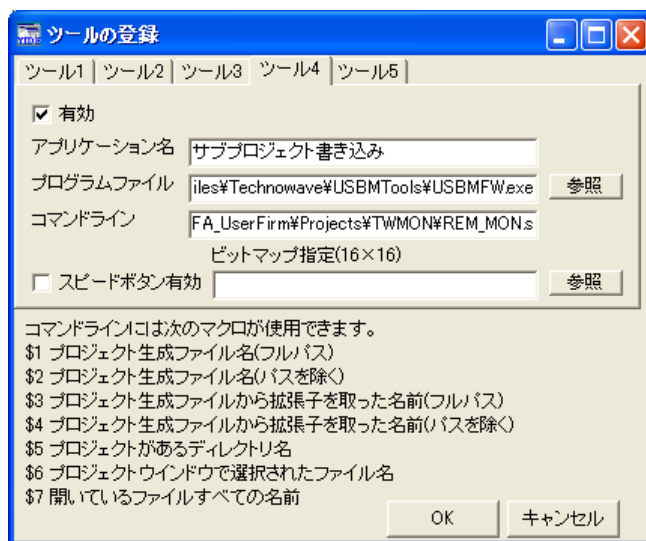 ツールの登録
ツール1 ツール2 ツール3 ツール4 ツール5
有効
アプリケーション名 サブプロジェクト書き込み
プログラムファイル iles¥Technowave¥USBMTools¥USBMFW.exe 参照
コマンドライン FA_UserFirm¥Projects¥TWMON¥REM_MON.s
ビットマップ指定(16×16)
スピードボタン有効 参照
コマンドラインには次のマクロが使用できます。
$1 プロジェクト生成ファイル名(フルパス)
$2 プロジェクト生成ファイル名(パスを除く)
$3 プロジェクト生成ファイルから拡張子を取った名前(フルパス)
$4 プロジェクト生成ファイルから拡張子を取った名前(パスを除く)
$5 プロジェクトがあるディレクトリ名
$6 プロジェクトウインドウで選択されたファイル名
$7 開いているファイルすべての名前
OK キャンセル